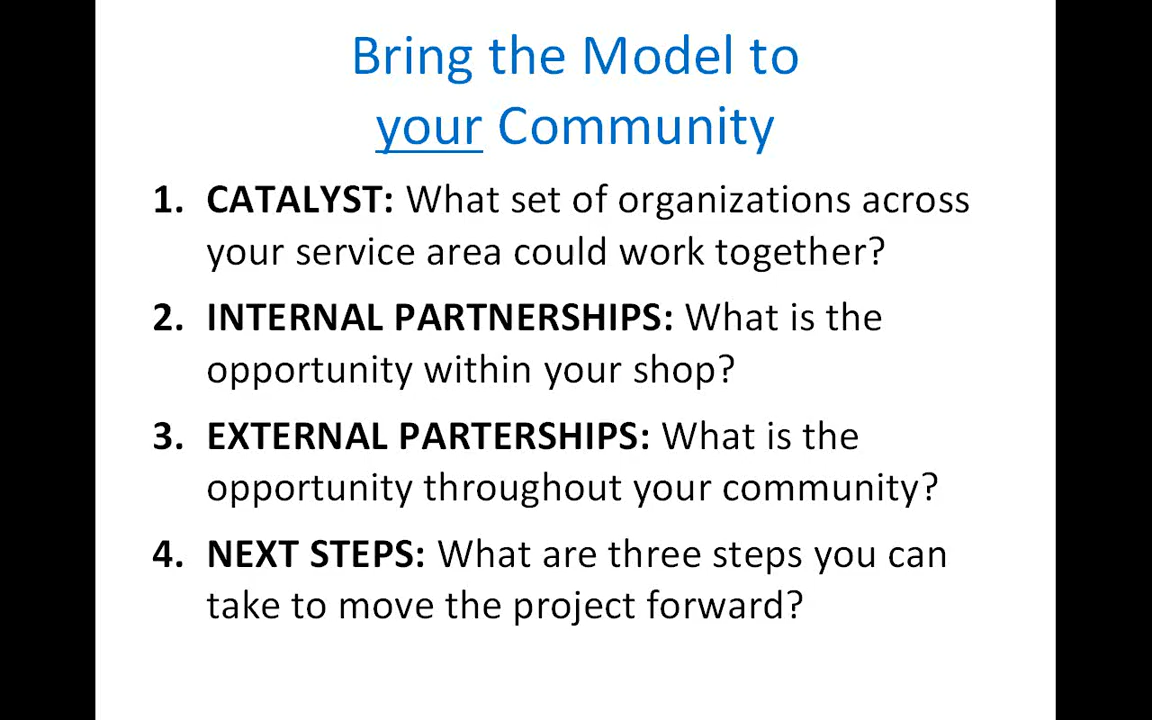 Bring the Model to
your Community
1. CATALYST: What set of organizations across
your service area could work together?
2. INTERNAL PARTNERSHIPS: What is the
opportunity within your shop?
3. EXTERNAL PARTERSHIPS: What is the
opportunity throughout your community?
4. NEXT STEPS: What are three steps you can
take to move the project forward?